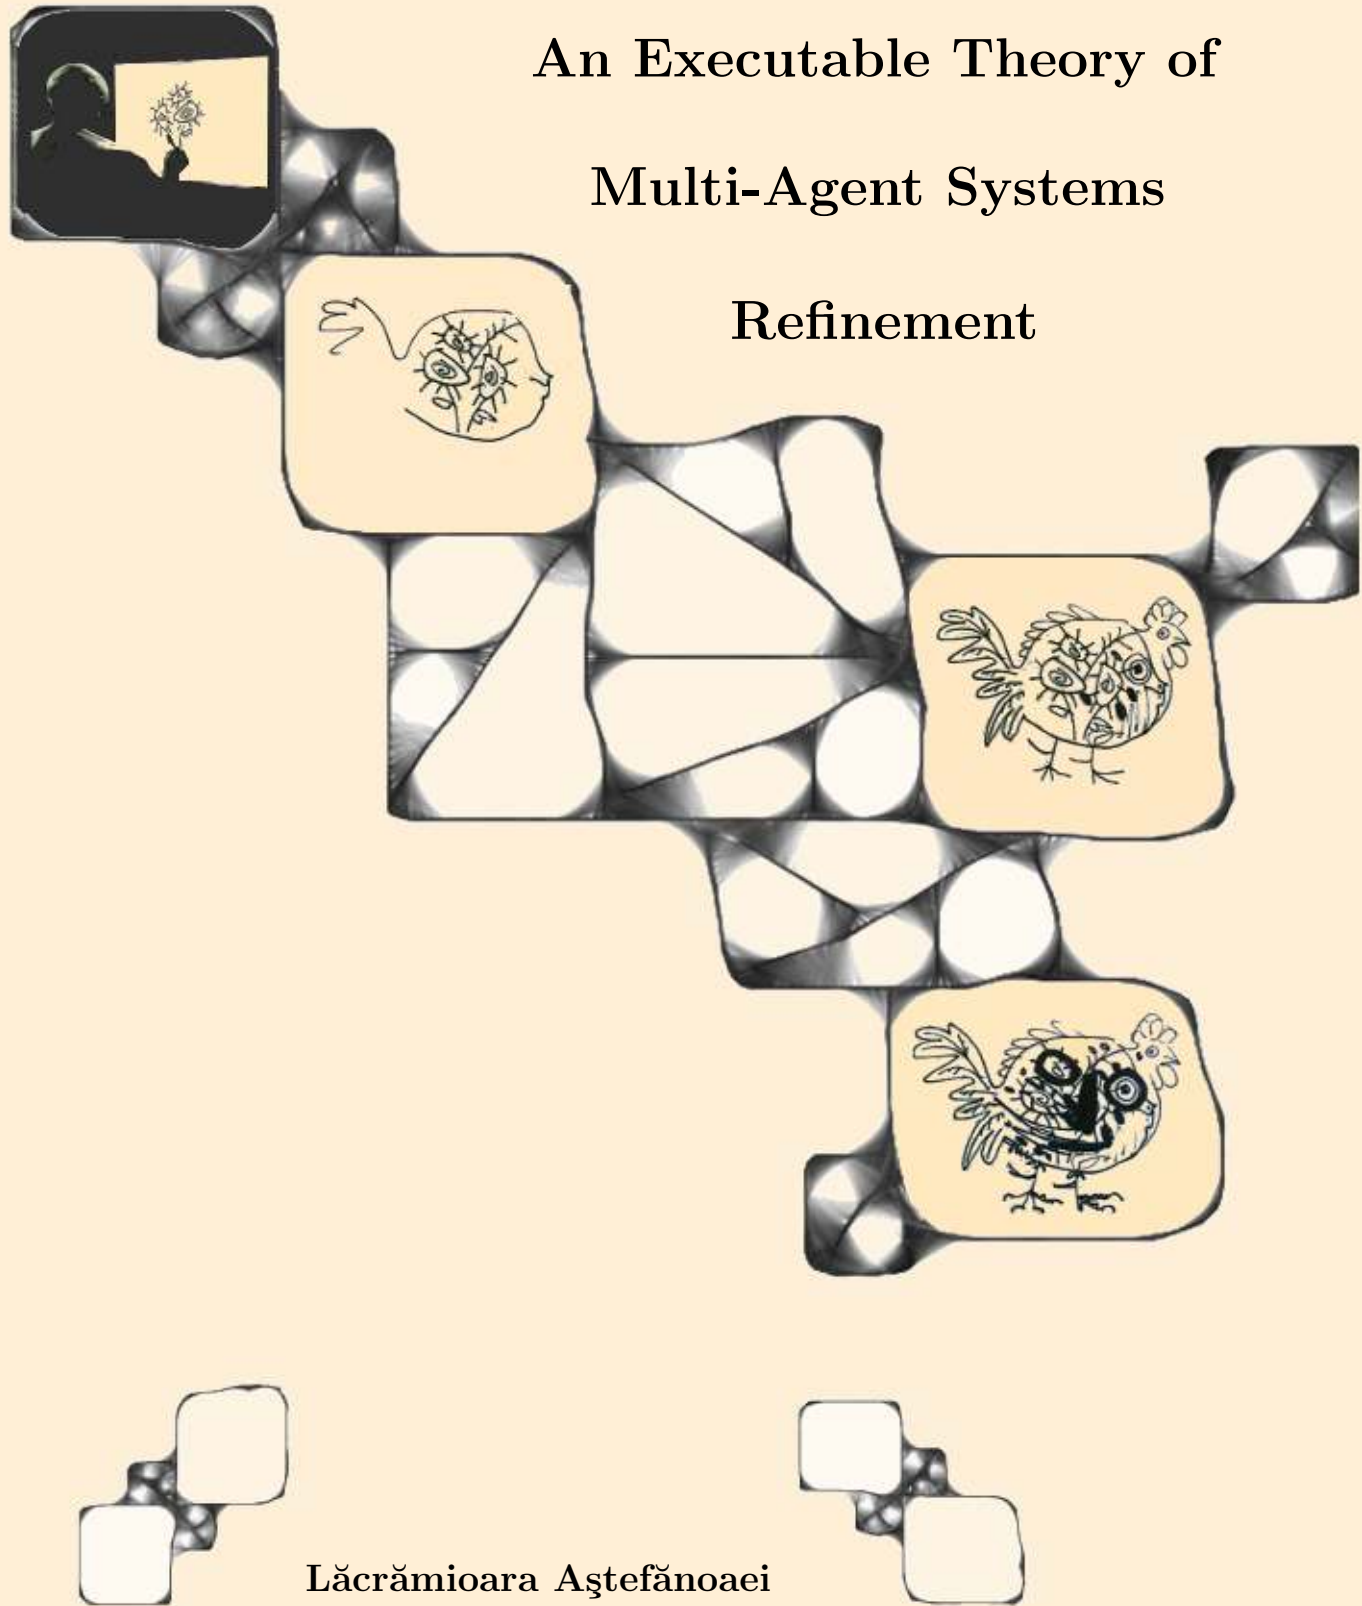 An Executable Theory of
Multi-Agent Systems
Refinement
Lăcrămioara Aştefănoaei